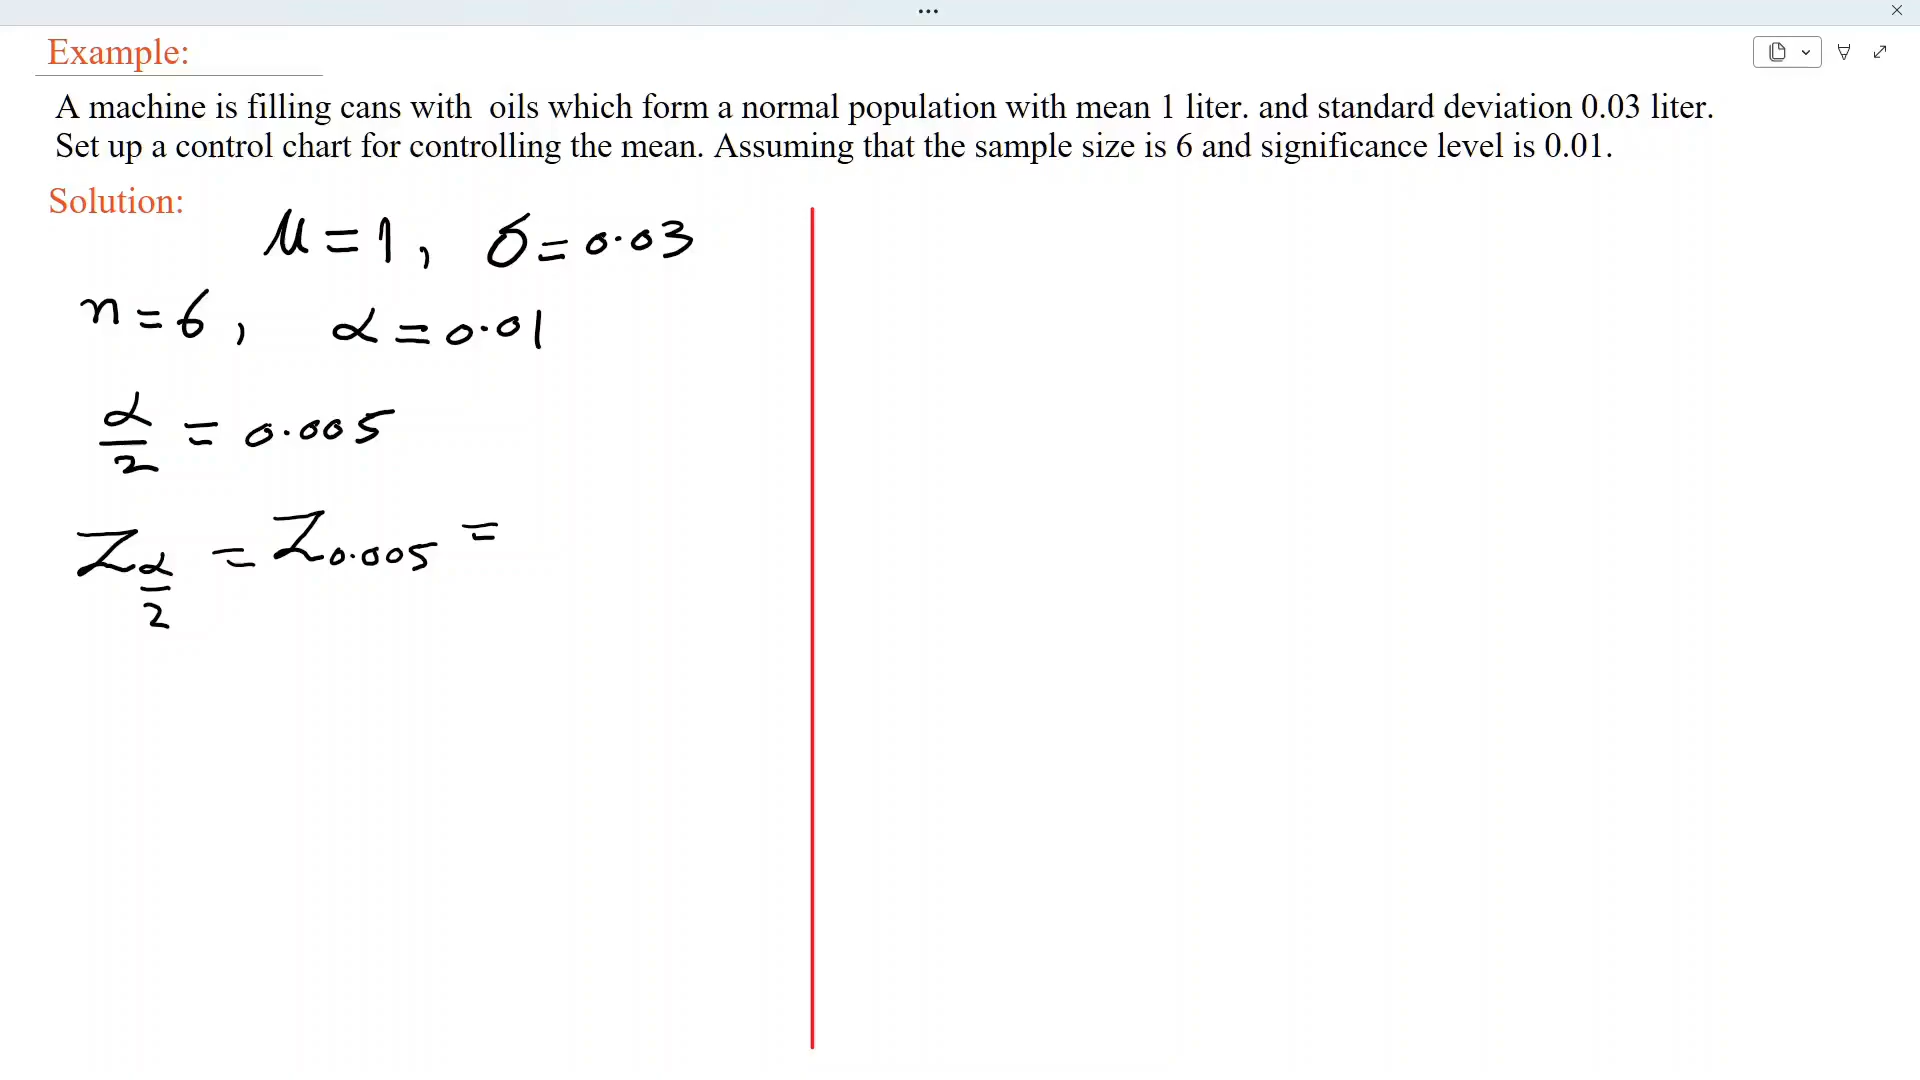 Example:
A machine is filling cans with oils which form a normal population with mean 1 liter. and standard deviation 0.03 liter.
Set up a control chart for controlling the mean. Assuming that the sample size is 6 and significance level is 0.01.
Solution:
μ = 1, σ = 0.03
n = 6, α = 0.01
α/2 = 0.005
Z α/2 = Z 0.005 =